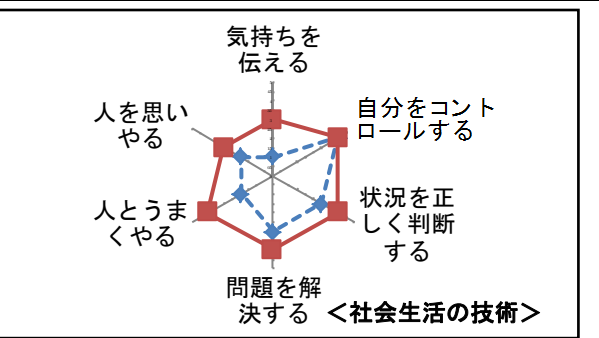 気持ちを
伝える
自分をコント
ロールする
状況を正
しく判断
する
問題を解
決する
人とうま
くやる
人を思い
やる
＜社会生活の技術＞